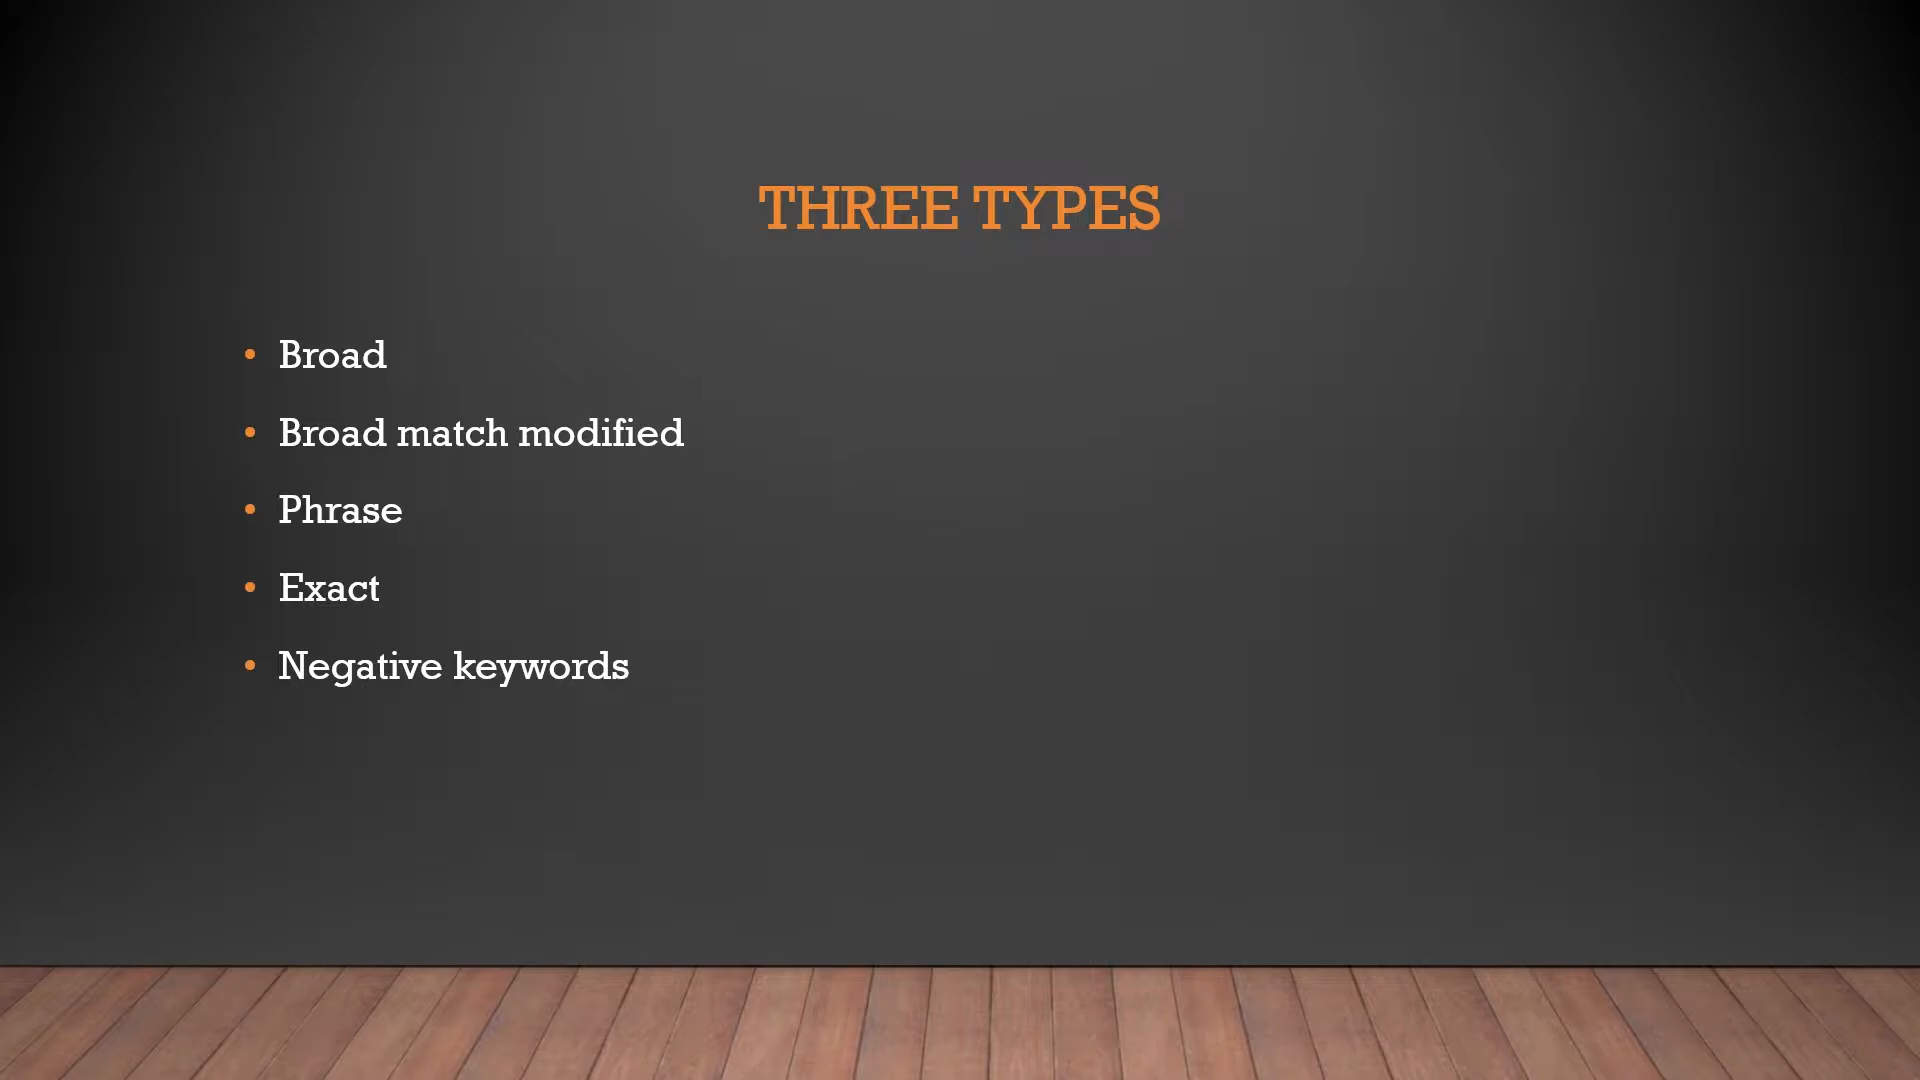 THREE TYPES
• Broad
• Broad match modified
• Phrase
• Exact
• Negative keywords